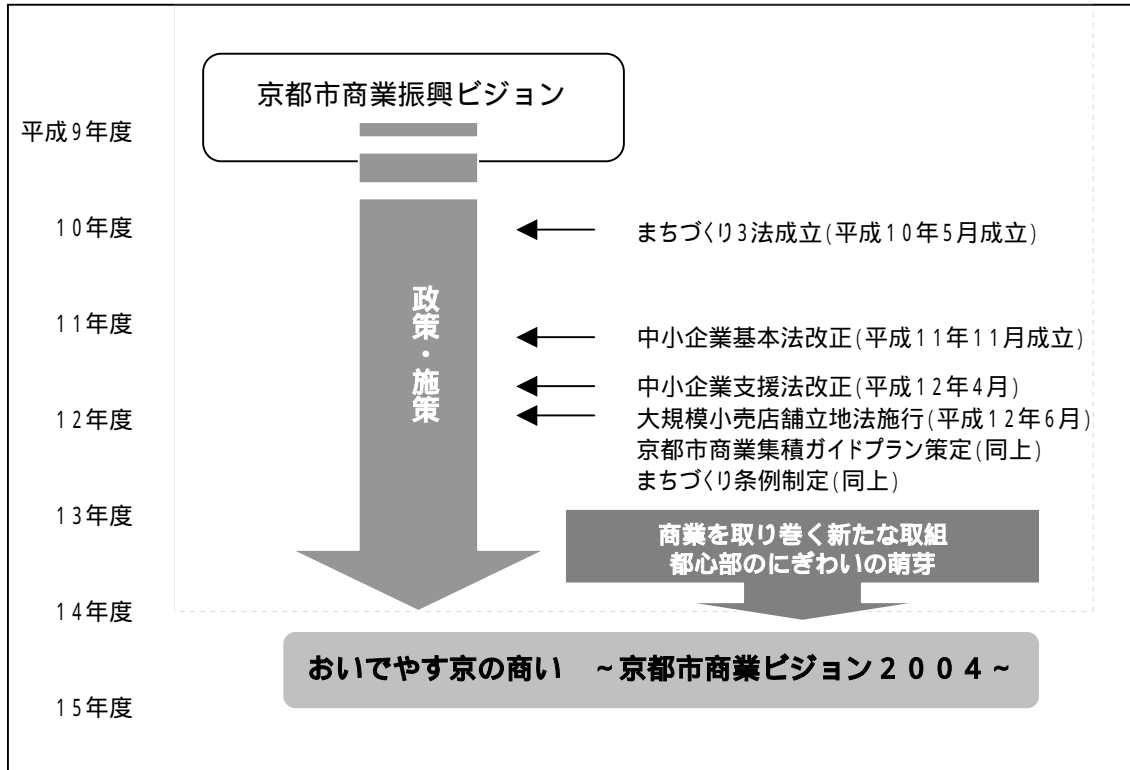 京都市商業振興ビジョン
平成9年度
10年度
まちづくり3法成立(平成10年5月成立)
政策・施策
11年度
中小企業基本法改正(平成11年11月成立)
中小企業支援法改正(平成12年4月)
12年度
大規模小売店舗立地法施行(平成12年6月)
京都市商業集積ガイドプラン策定(同上)
まちづくり条例制定(同上)
13年度
商業を取り巻く新たな取組
都心部のにぎわいの萌芽
14年度
おいでやす京の商い ~京都市商業ビジョン2004~
15年度